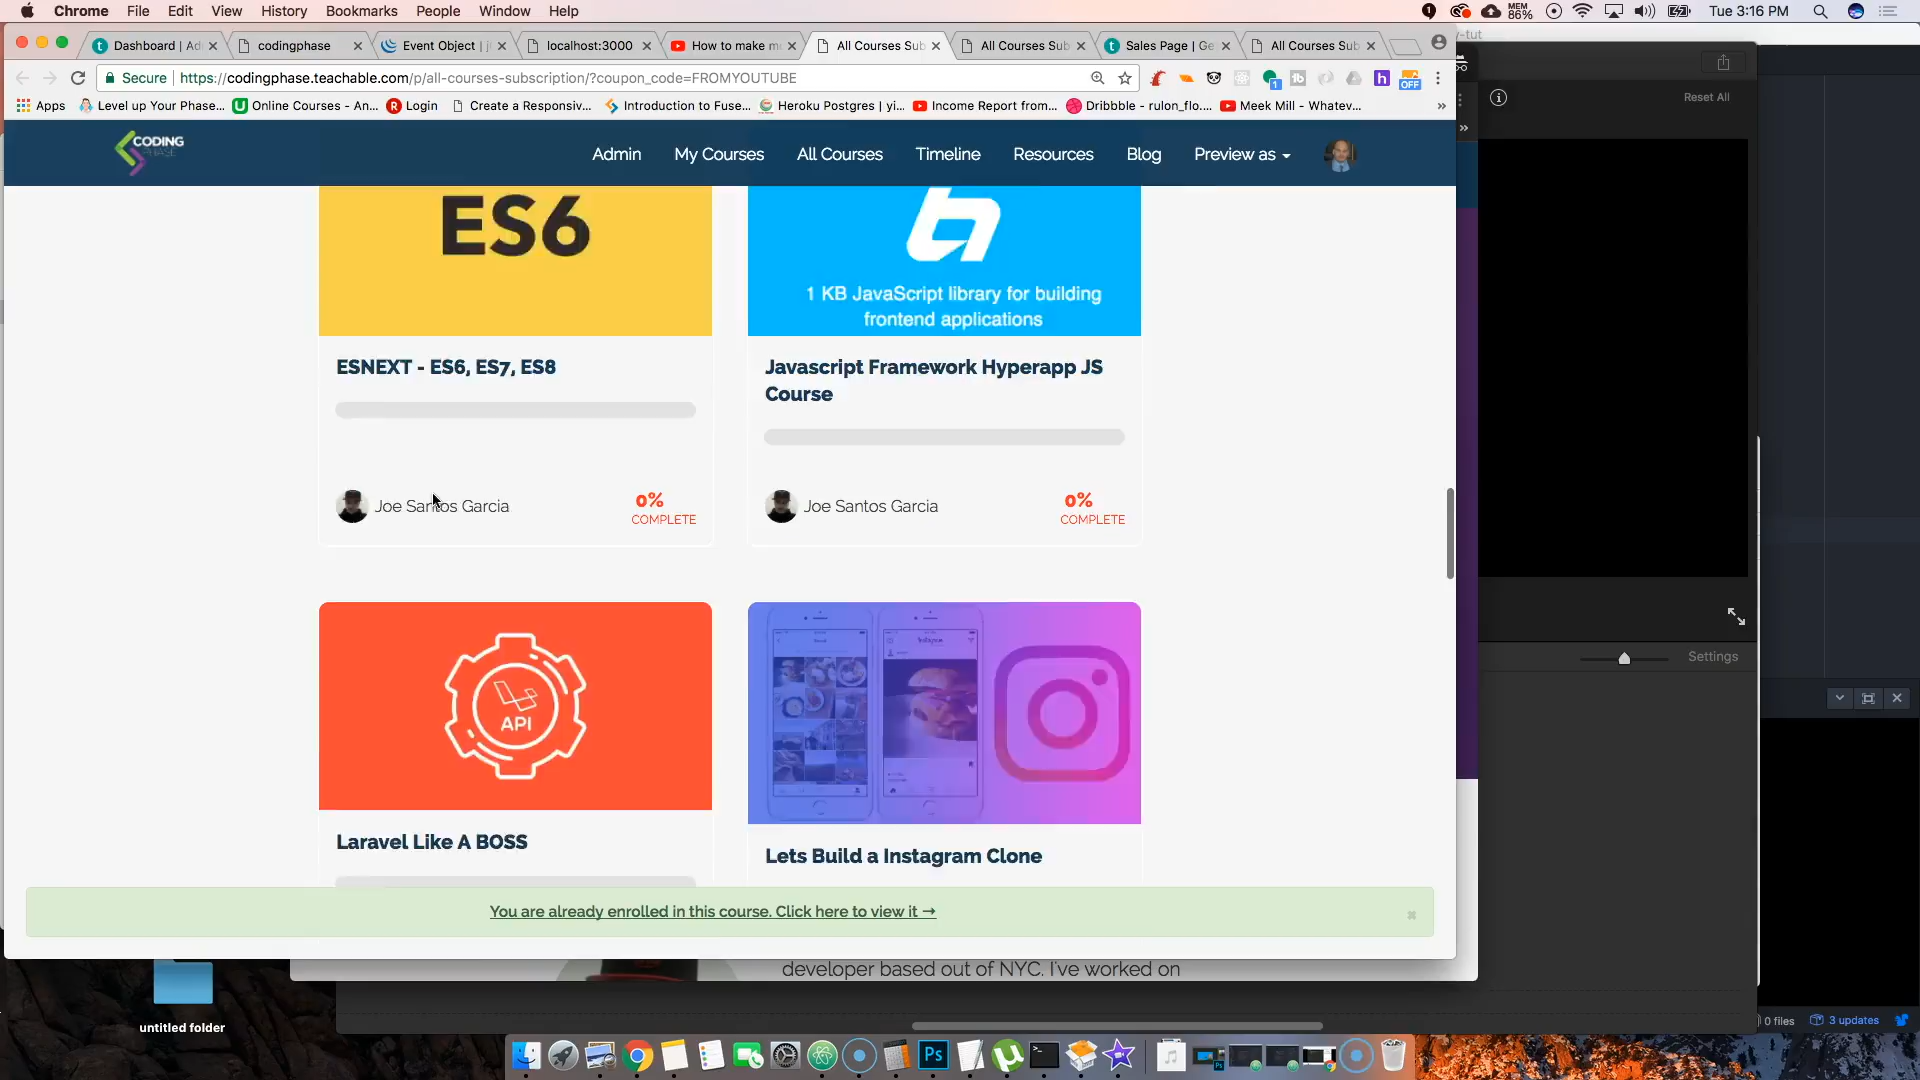 Chrome File Edit View History Bookmarks People Window Help
MEM 86% Tue 3:16 PM
Dashboard | Ad
codingphase
Event Object | j
localhost:3000
How to make m
All Courses Sub
All Courses Sub
Sales Page | Ge
All Courses Sub
y-tut
Secure https://codingphase.teachable.com/p/all-courses-subscription/?coupon_code=FROMYOUTUBE
OFF
Apps Level up Your Phase... Online Courses - An... Login Create a Responsiv... Introduction to Fuse... Heroku Postgres | yi... Income Report from... Dribbble - rulon_flo... Meek Mill - Whatev...
Reset All
CODING PHASE
Admin My Courses All Courses Timeline Resources Blog Preview as
ES6
1 KB JavaScript library for building
frontend applications
ESNEXT - ES6, ES7, ES8
Javascript Framework Hyperapp JS
Course
Joe Santos Garcia
0%
COMPLETE
Joe Santos Garcia
0%
COMPLETE
Settings
API
Instagram
Laravel Like A BOSS
Lets Build a Instagram Clone
You are already enrolled in this course. Click here to view it →
developer based out of NYC. I've worked on
untitled folder
0 files 3 updates
Ps